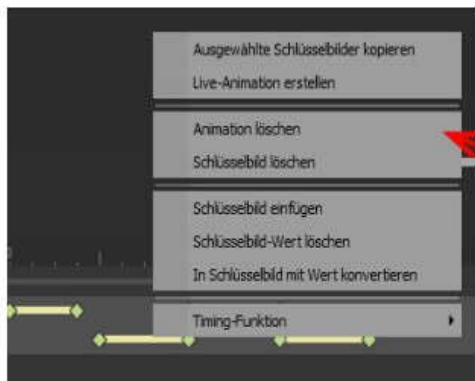 Ausgewählte Schlüsselbilder kopieren
Live-Animation erstellen
Animation löschen
Schlüsselbild löschen
Schlüsselbild einfügen
Schlüsselbild-Wert löschen
In Schlüsselbild mit Wert konvertieren
Timing-Funktion